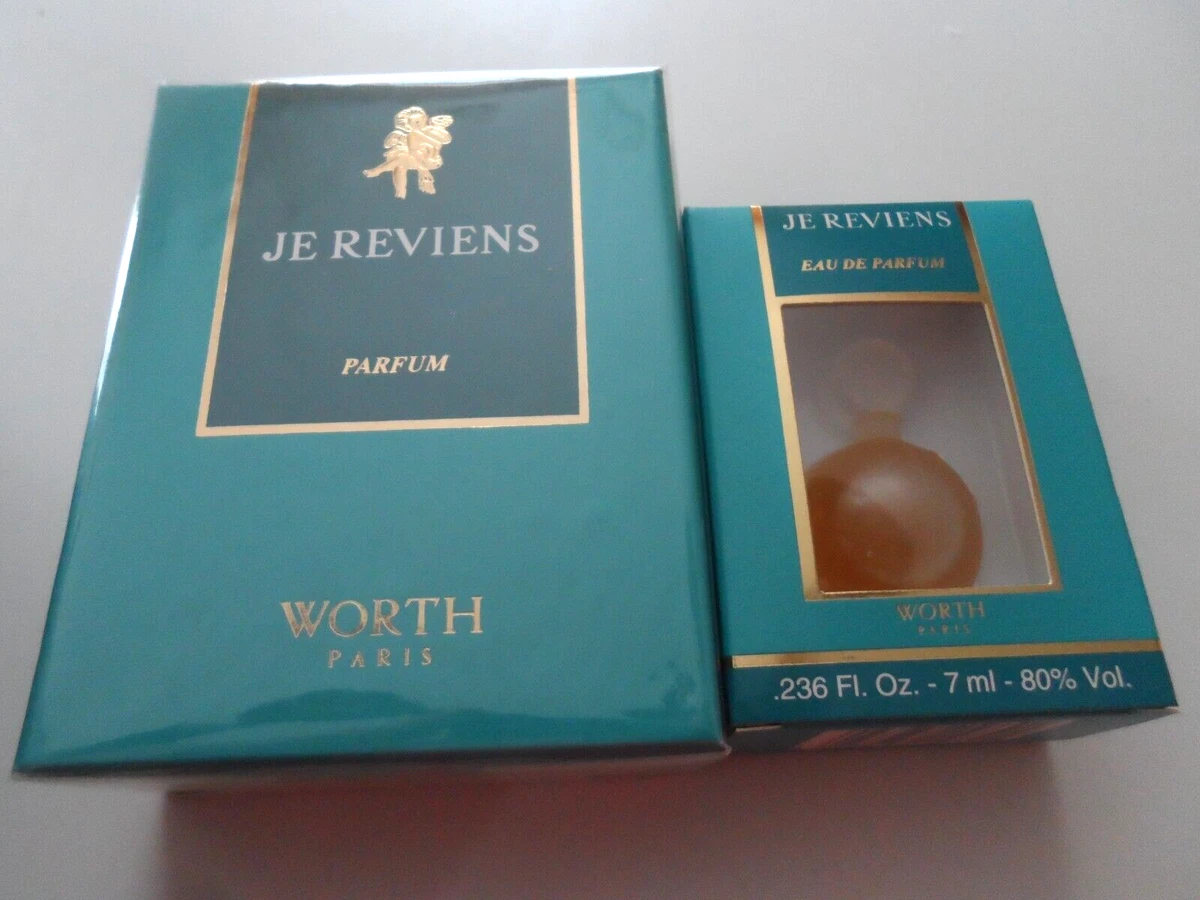 JE REVIENS
PARFUM
WORTH
PARIS
JE REVIENS
EAU DE PARFUM
WORTH
PARIS
.236 Fl. Oz. - 7 ml - 80% Vol.